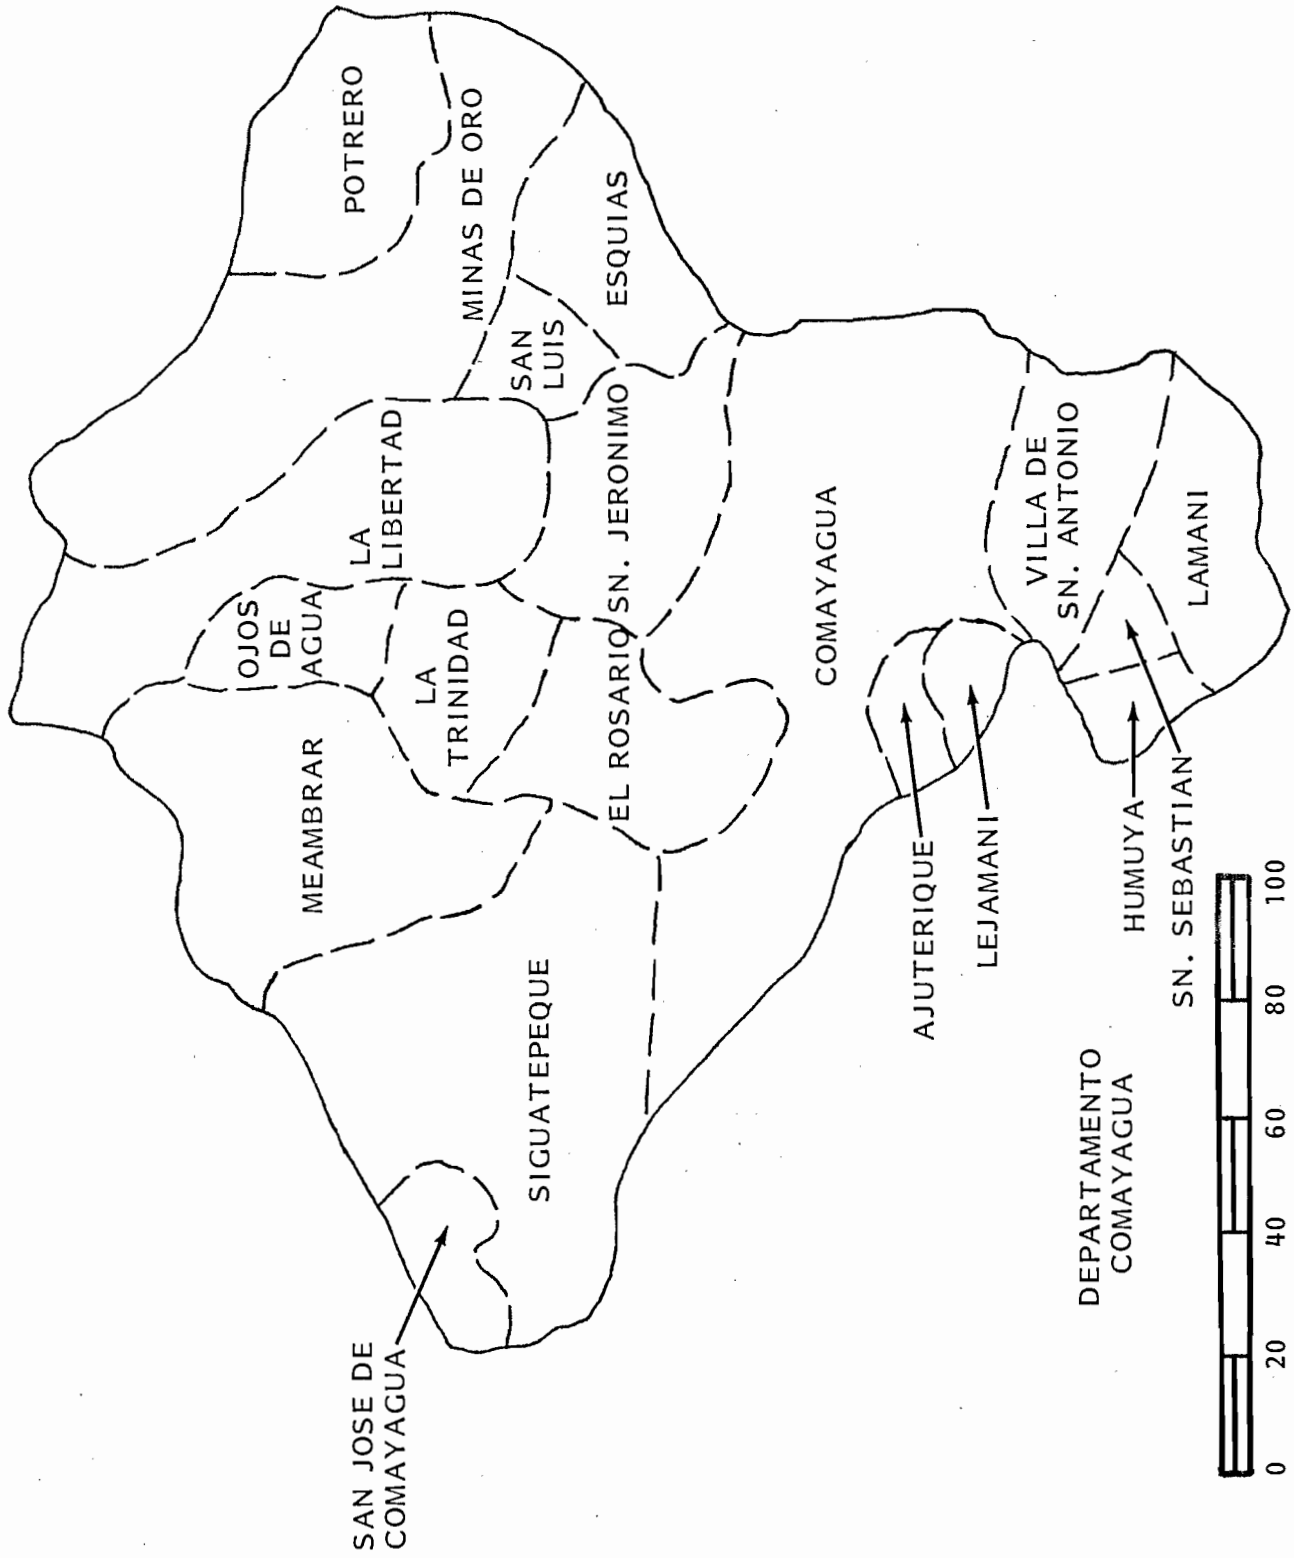 POTRERO
MINAS DE ORO
ESQUIAS
SAN
LUIS
LA
LIBERTAD
SN. JERONIMO
OJOS
DE
AGUA
LA
TRINIDAD
EL ROSARIO
MEAMBRAR
COMAYAGUA
VILLA DE
SN. ANTONIO
LAMANI
SIGUATEPEQUE
AJUTERIQUE
LEJAMANI
HUMUYA
SN. SEBASTIAN
SAN JOSE DE
COMAYAGUA
DEPARTAMENTO
COMAYAGUA
0 20 40 60 80 100